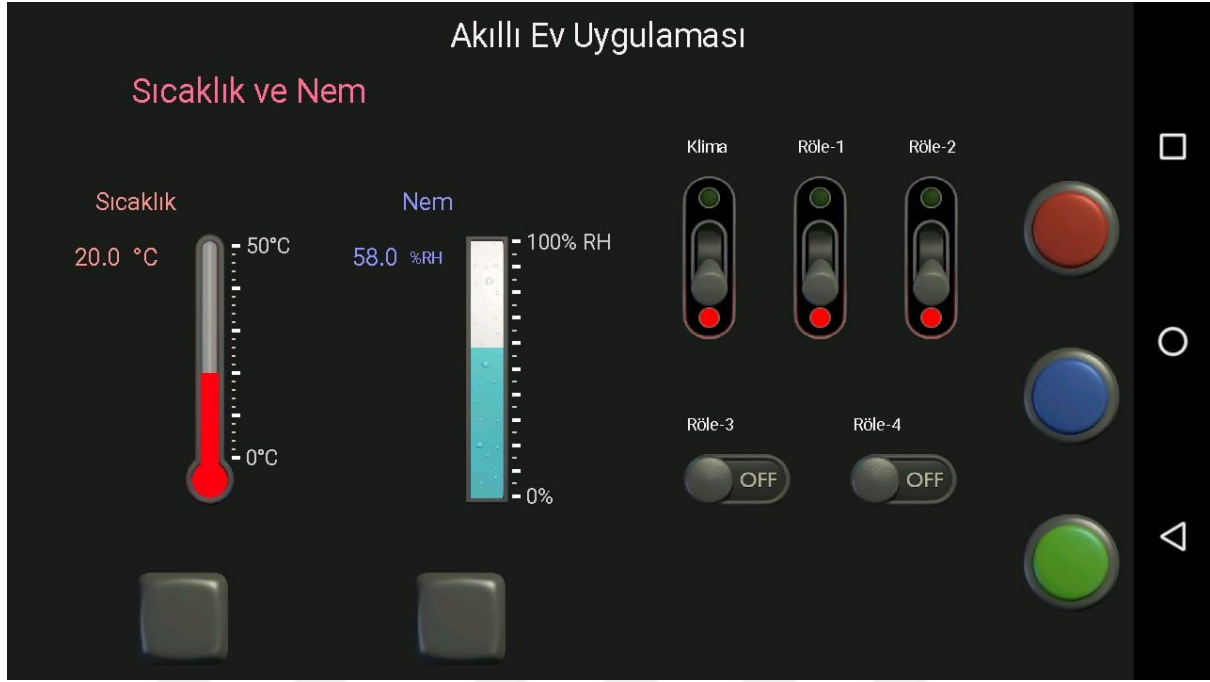 Akıllı Ev Uygulaması
Sıcaklık ve Nem
Klima
Röle-1
Röle-2
Sıcaklık
Nem
20.0 °C
50°C
58.0 %RH
100% RH
0°C
0%
Röle-3
Röle-4
OFF
OFF